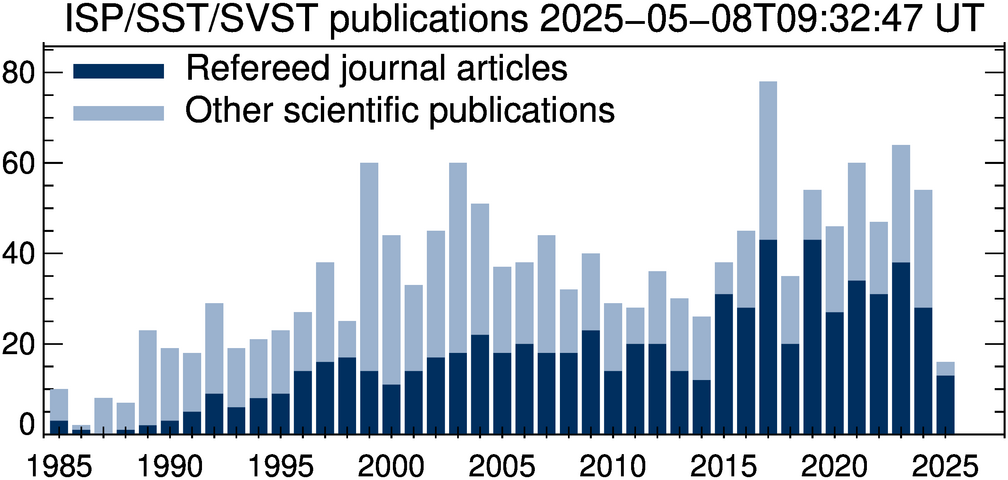 ISP/SST/SVST publications 2025−05−08T09:32:47 UT
Refereed journal articles
Other scientific publications
80
60
40
20
0
1985 1990 1995 2000 2005 2010 2015 2020 2025